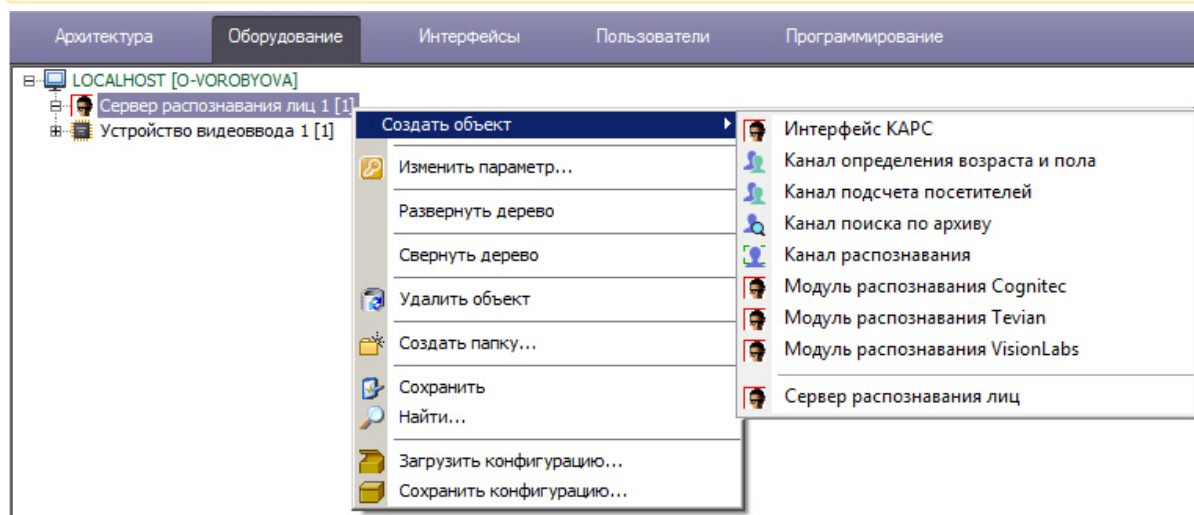 Архитектура Оборудование Интерфейсы Пользователи Программирование
LOCALHOST [O-VOROBYOVA]
Сервер распознавания лиц 1 [1]
Устройство видеоввода 1 [1]
Создать объект
Изменить параметр...
Развернуть дерево
Свернуть дерево
Удалить объект
Создать папку...
Сохранить
Найти...
Загрузить конфигурацию...
Сохранить конфигурацию...
Интерфейс КАРС
Канал определения возраста и пола
Канал подсчета посетителей
Канал поиска по архиву
Канал распознавания
Модуль распознавания Cognitec
Модуль распознавания Tevian
Модуль распознавания VisionLabs
Сервер распознавания лиц